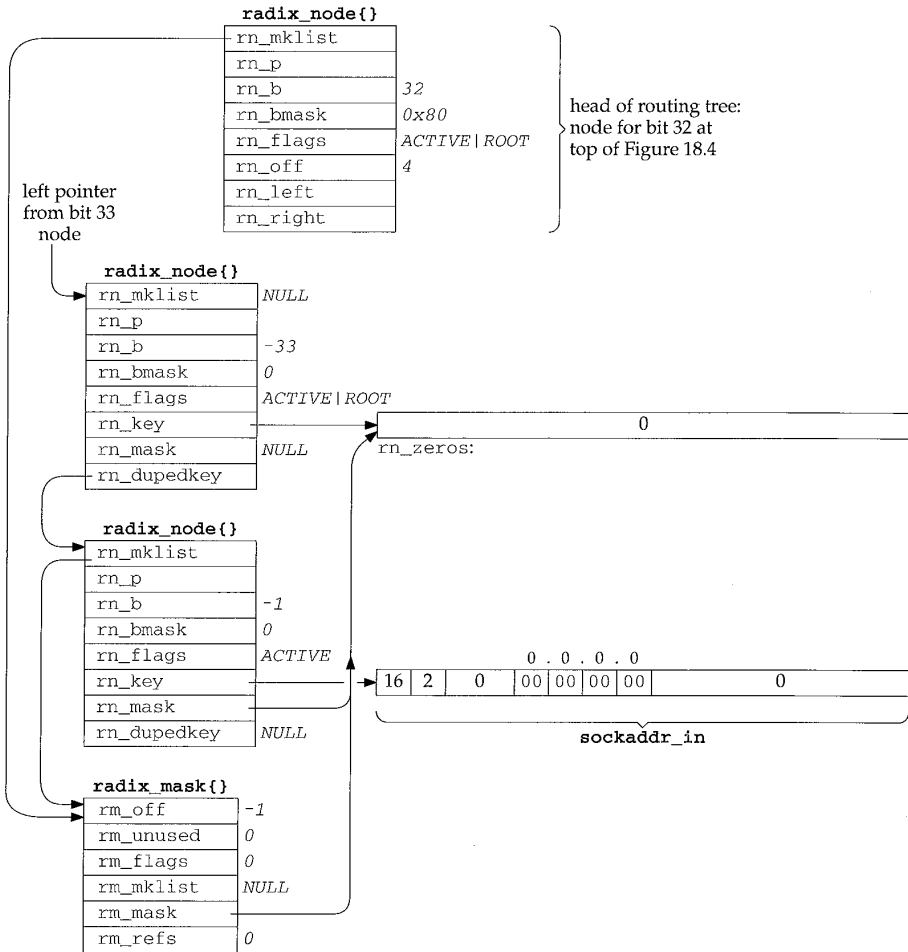 radix_node{}
rn_mklist
rn_p
rn_b 32
rn_bmask 0x80
rn_flags ACTIVE|ROOT
rn_off 4
rn_left
rn_right
head of routing tree:
node for bit 32 at
top of Figure 18.4
left pointer
from bit 33
node
radix_node{}
rn_mklist NULL
rn_p
rn_b -33
rn_bmask 0
rn_flags ACTIVE|ROOT
rn_key
rn_mask NULL
rn_dupedkey
0
rn_zeros:
radix_node{}
rn_mklist
rn_p
rn_b -1
rn_bmask 0
rn_flags ACTIVE
rn_key
rn_mask
rn_dupedkey NULL
0 . 0 . 0 . 0
16 2 0 00 00 00 00 0
sockaddr_in
radix_mask{}
rm_off -1
rm_unused 0
rm_flags 0
rm_mklist NULL
rm_mask
rm_refs 0